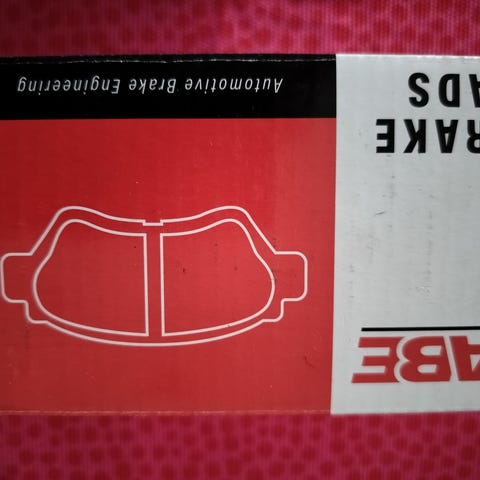 ABE
RAKE
ADS
Automotive Brake Engineering